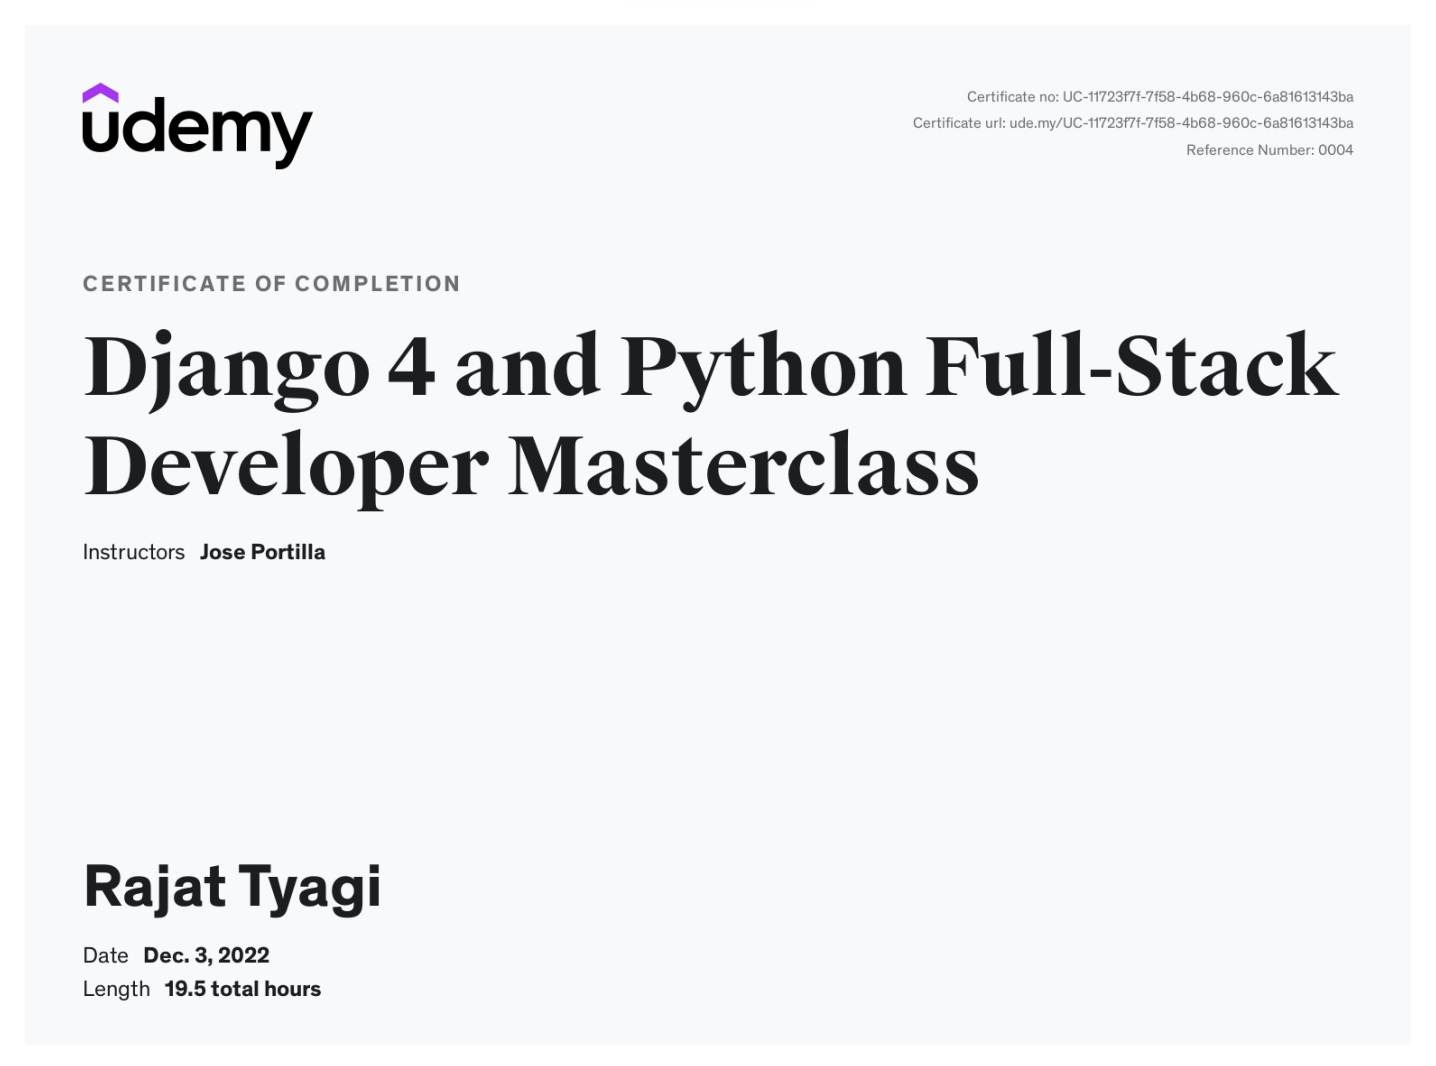 udemy
Certificate no: UC-11723f7f-7f58-4b68-960c-6a81613143ba
Certificate url: ude.my/UC-11723f7f-7f58-4b68-960c-6a81613143ba
Reference Number: 0004
CERTIFICATE OF COMPLETION
Django 4 and Python Full-Stack
Developer Masterclass
Instructors Jose Portilla
Rajat Tyagi
Date Dec. 3, 2022
Length 19.5 total hours